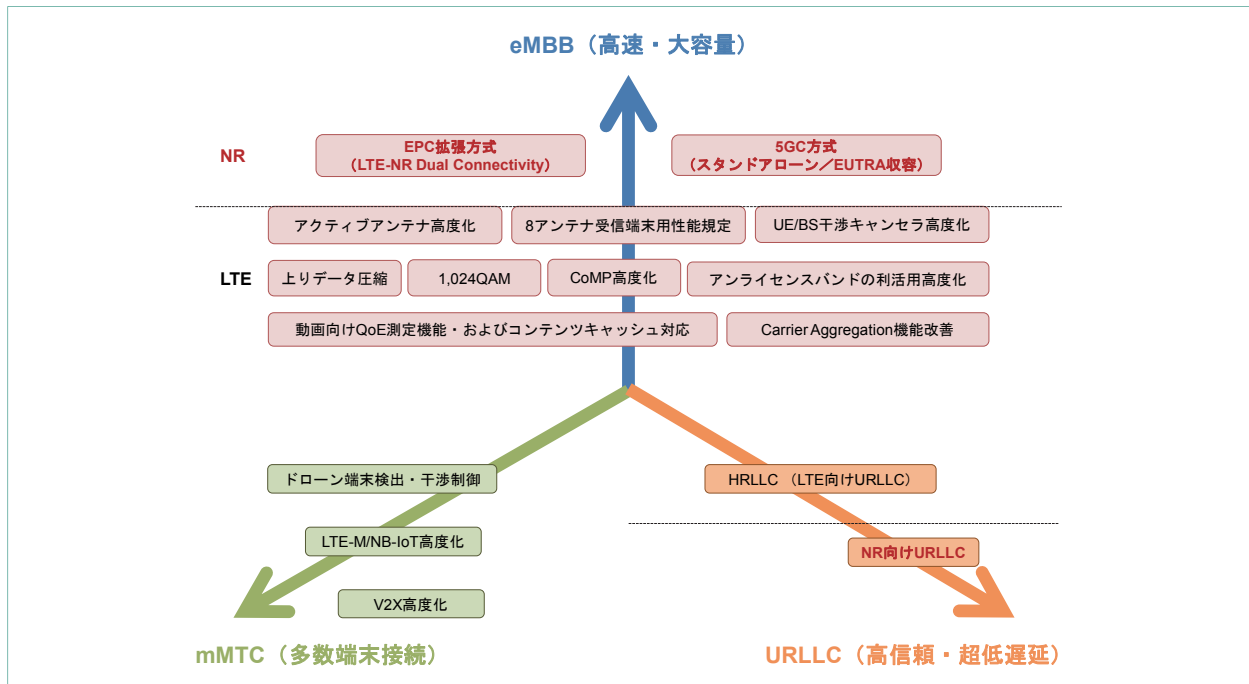 eMBB（高速・大容量）
NR
EPC拡張方式
（LTE-NR Dual Connectivity）
5GC方式
（スタンドアローン／EUTRA収容）
アクティブアンテナ高度化
8アンテナ受信端末用性能規定
UE/BS干渉キャンセラ高度化
LTE
上りデータ圧縮
1,024QAM
CoMP高度化
アンライセンスバンドの利活用高度化
動画向けQoE測定機能・およびコンテンツキャッシュ対応
Carrier Aggregation機能改善
ドローン端末検出・干渉制御
HRLLC （LTE向けURLLC）
LTE-M/NB-IoT高度化
NR向けURLLC
V2X高度化
mMTC（多数端末接続）
URLLC（高信頼・超低遅延）